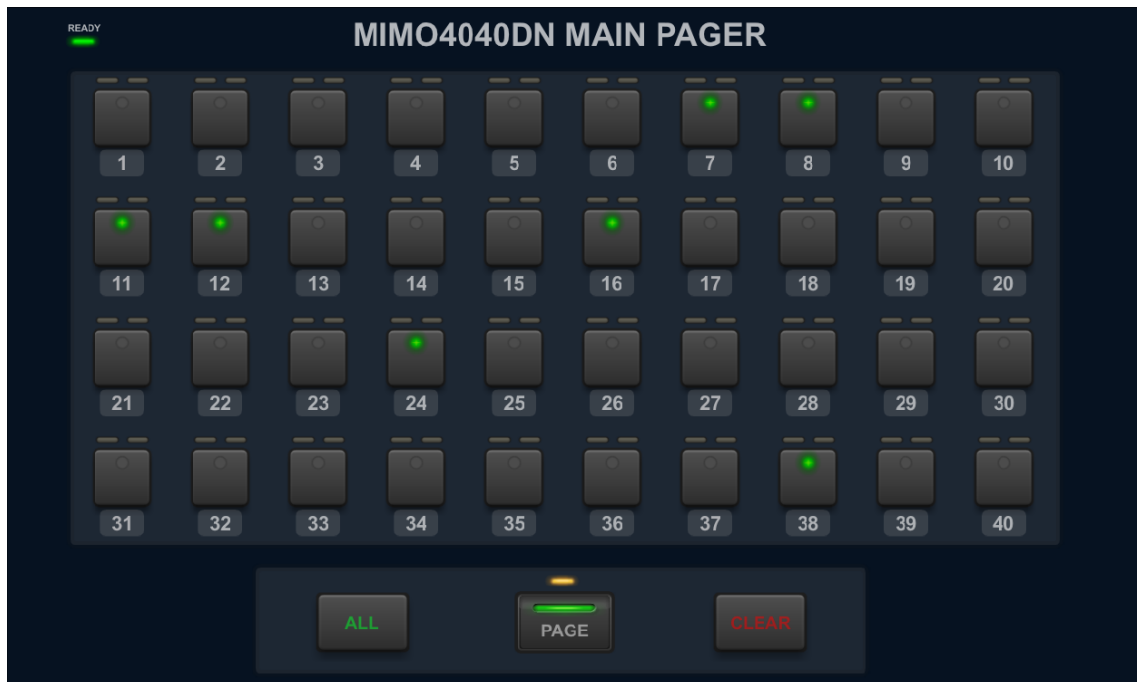 READY
MIMO4040DN MAIN PAGER
1 2 3 4 5 6 7 8 9 10
11 12 13 14 15 16 17 18 19 20
21 22 23 24 25 26 27 28 29 30
31 32 33 34 35 36 37 38 39 40
ALL PAGE CLEAR